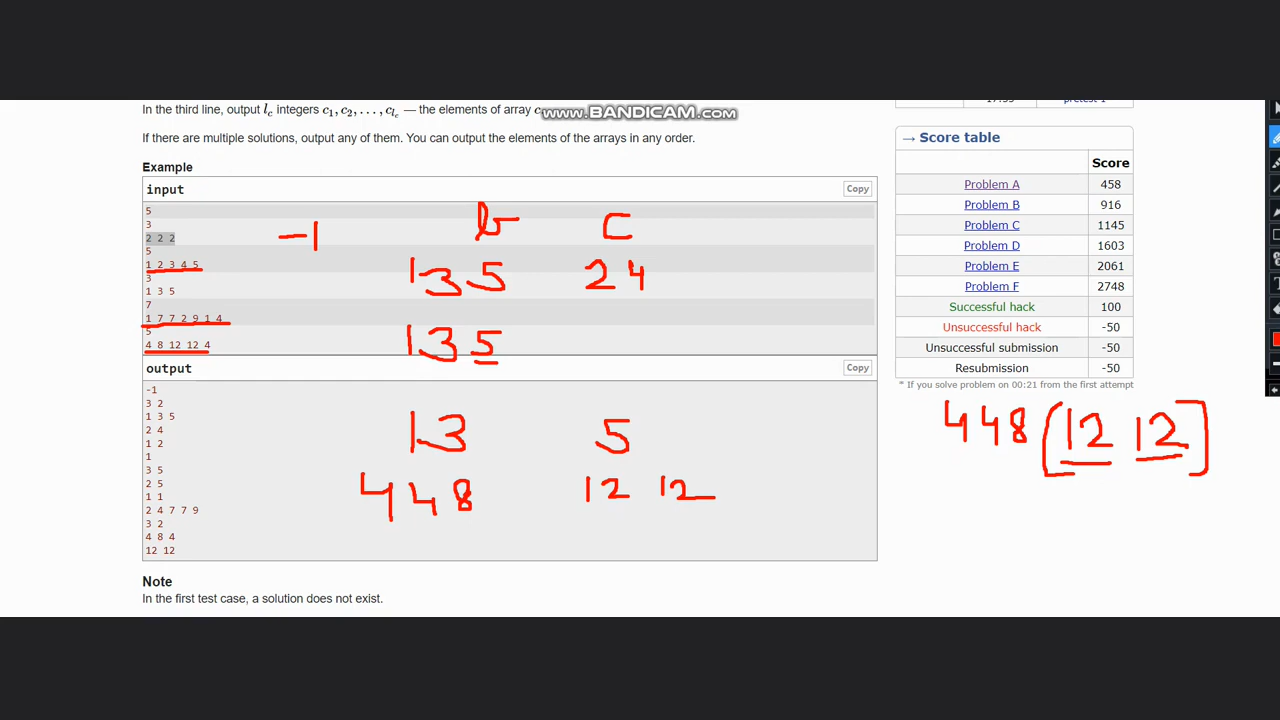 In the third line, output l_c integers c_1, c_2, ..., c_{l_c} — the elements of array c
www.BANDICAM.com
pretest 1
If there are multiple solutions, output any of them. You can output the elements of the arrays in any order.
Example
input
Copy
5
3
2 2 2
5
1 2 3 4 5
3
1 3 5
7
1 7 7 2 9 1 4
5
4 8 12 12 4
output
Copy
-1
3 2
1 3 5
2 4
1 2
1
3 5
2 5
1 1
2 4 7 7 9
3 2
4 8 4
12 12
-1
b C
1 3 5 2 4
1 3 5
1 3 5
4 4 8 12 12
Note
In the first test case, a solution does not exist.
→ Score table
Score
Problem A 458
Problem B 916
Problem C 1145
Problem D 1603
Problem E 2061
Problem F 2748
Successful hack 100
Unsuccessful hack -50
Unsuccessful submission -50
Resubmission -50
* If you solve problem on 00:21 from the first attempt
4 4 8 [12 12]